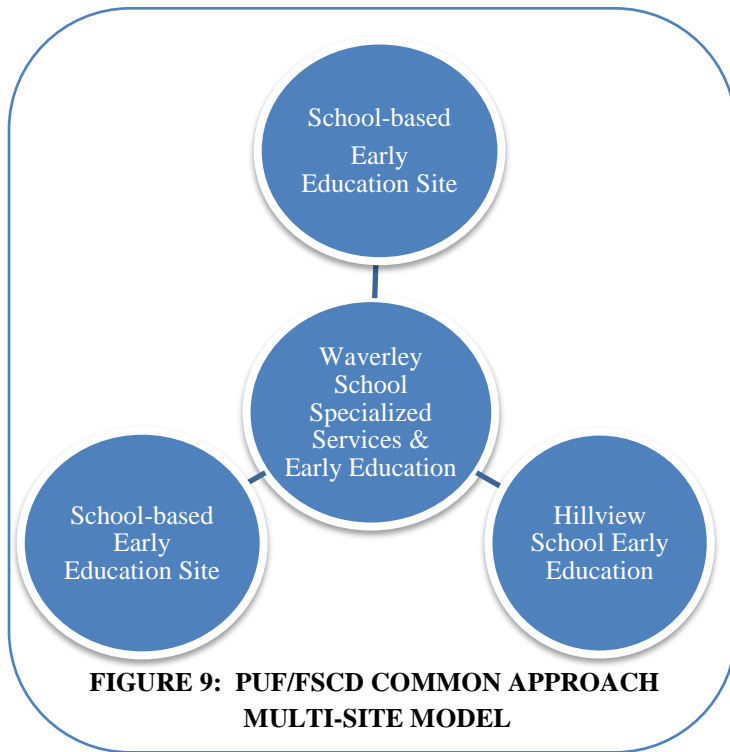 School-based
Early
Education Site
Waverley
School
Specialized
Services &
Early Education
School-based
Early
Education Site
Hillview
School Early
Education
FIGURE 9: PUF/FSCD COMMON APPROACH
MULTI-SITE MODEL